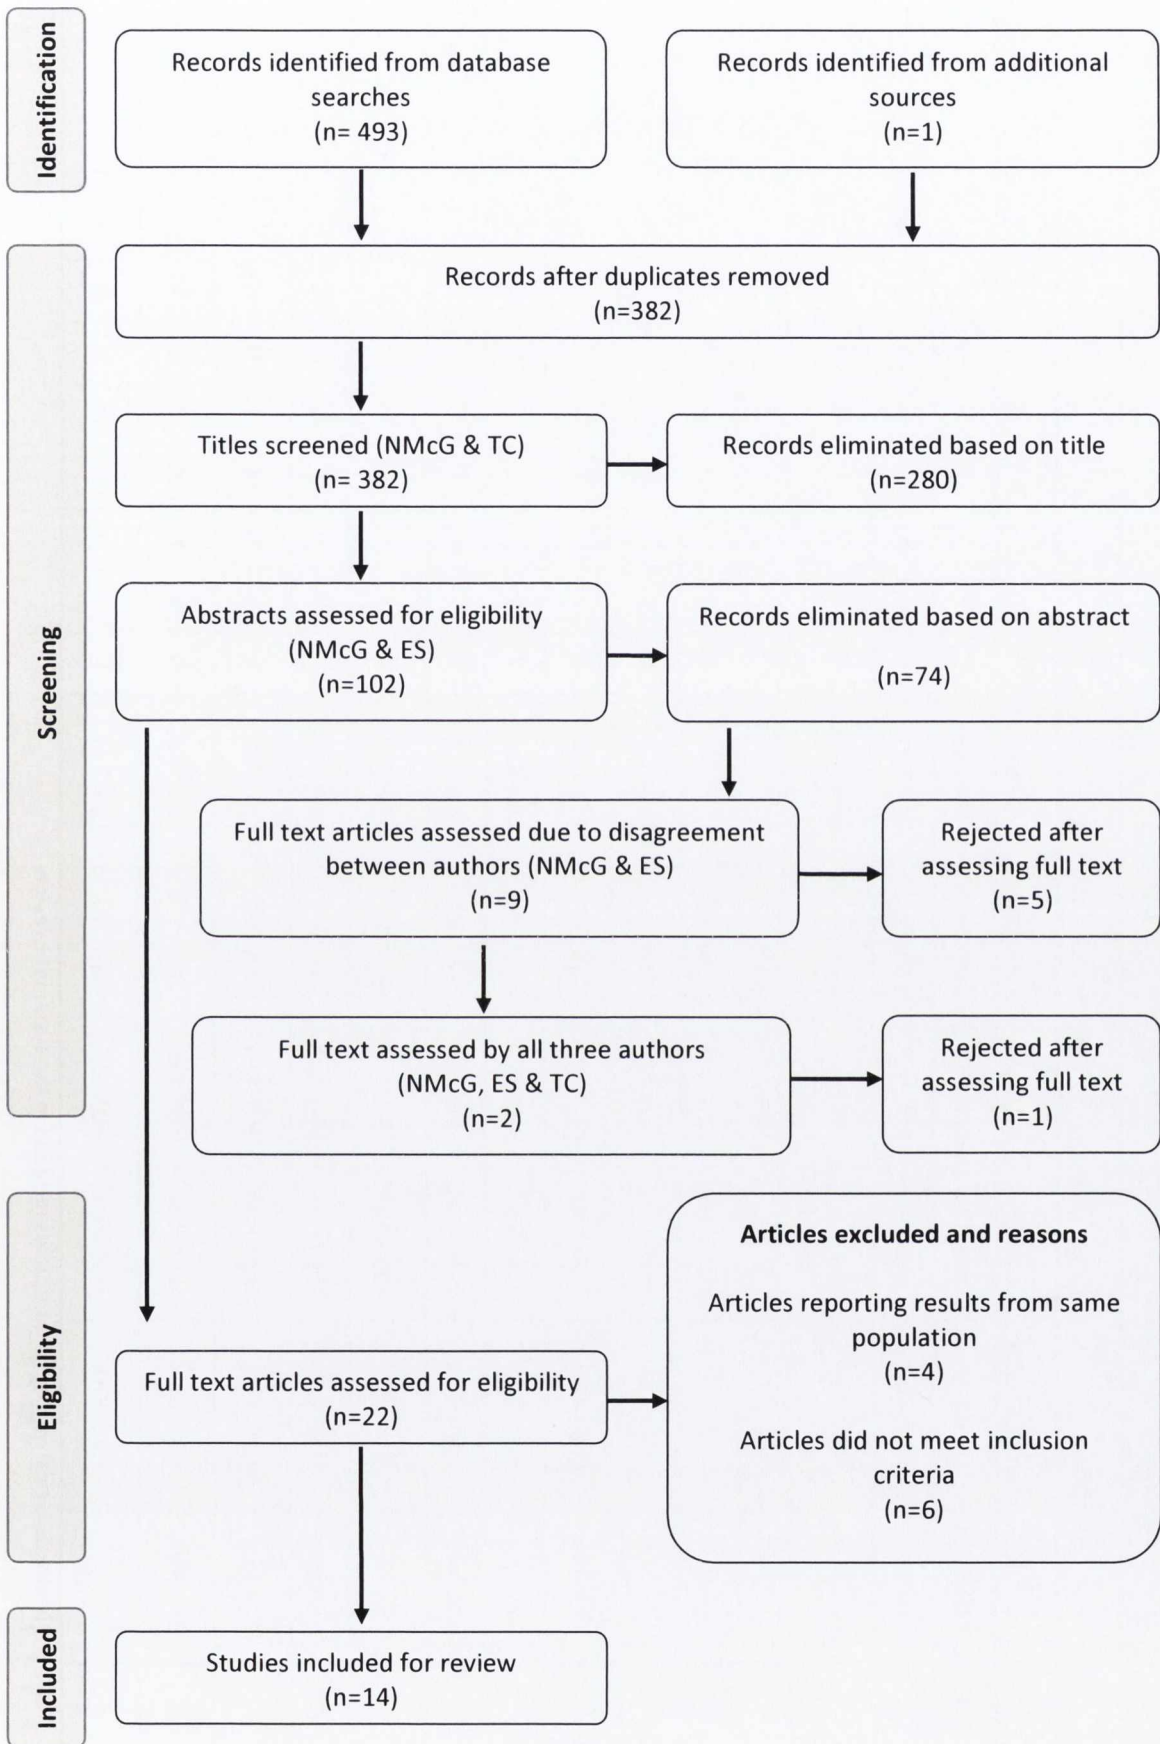 Identification
Records identified from database
searches
(n= 493)
Records identified from additional
sources
(n=1)
Screening
Records after duplicates removed
(n=382)
Titles screened (NMcG & TC)
(n= 382)
Records eliminated based on title
(n=280)
Abstracts assessed for eligibility
(NMcG & ES)
(n=102)
Records eliminated based on abstract
(n=74)
Full text articles assessed due to disagreement
between authors (NMcG & ES)
(n=9)
Rejected after
assessing full text
(n=5)
Full text assessed by all three authors
(NMcG, ES & TC)
(n=2)
Rejected after
assessing full text
(n=1)
Eligibility
Full text articles assessed for eligibility
(n=22)
Articles excluded and reasons
Articles reporting results from same
population
(n=4)
Articles did not meet inclusion
criteria
(n=6)
Included
Studies included for review
(n=14)